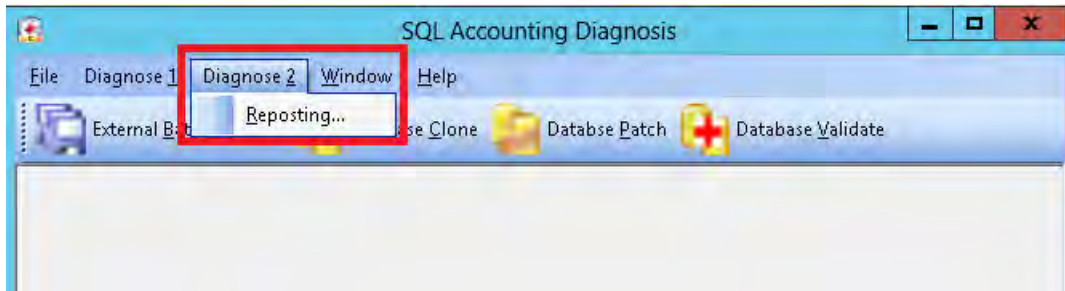 SQL Accounting Diagnosis
File Diagnose 1 Diagnose 2 Window Help
Reposting...
External se Clone Databse Patch Database Validate